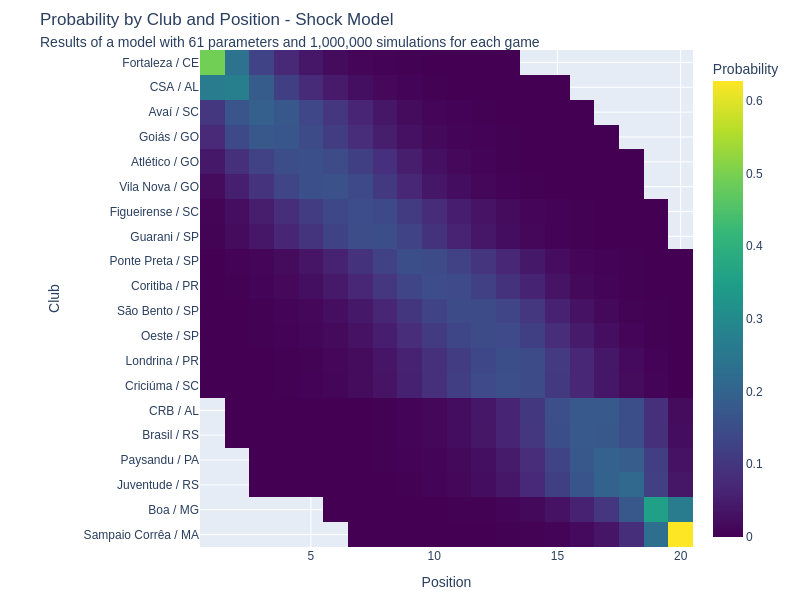 Probability by Club and Position - Shock Model
Results of a model with 61 parameters and 1,000,000 simulations for each game
Probability
0.6
0.5
0.4
0.3
0.2
0.1
0
Club
Fortaleza / CE
CSA / AL
Avaí / SC
Goiás / GO
Atlético / GO
Vila Nova / GO
Figueirense / SC
Guarani / SP
Ponte Preta / SP
Coritiba / PR
São Bento / SP
Oeste / SP
Londrina / PR
Criciúma / SC
CRB / AL
Brasil / RS
Paysandu / PA
Juventude / RS
Boa / MG
Sampaio Corrêa / MA
5 10 15 20
Position